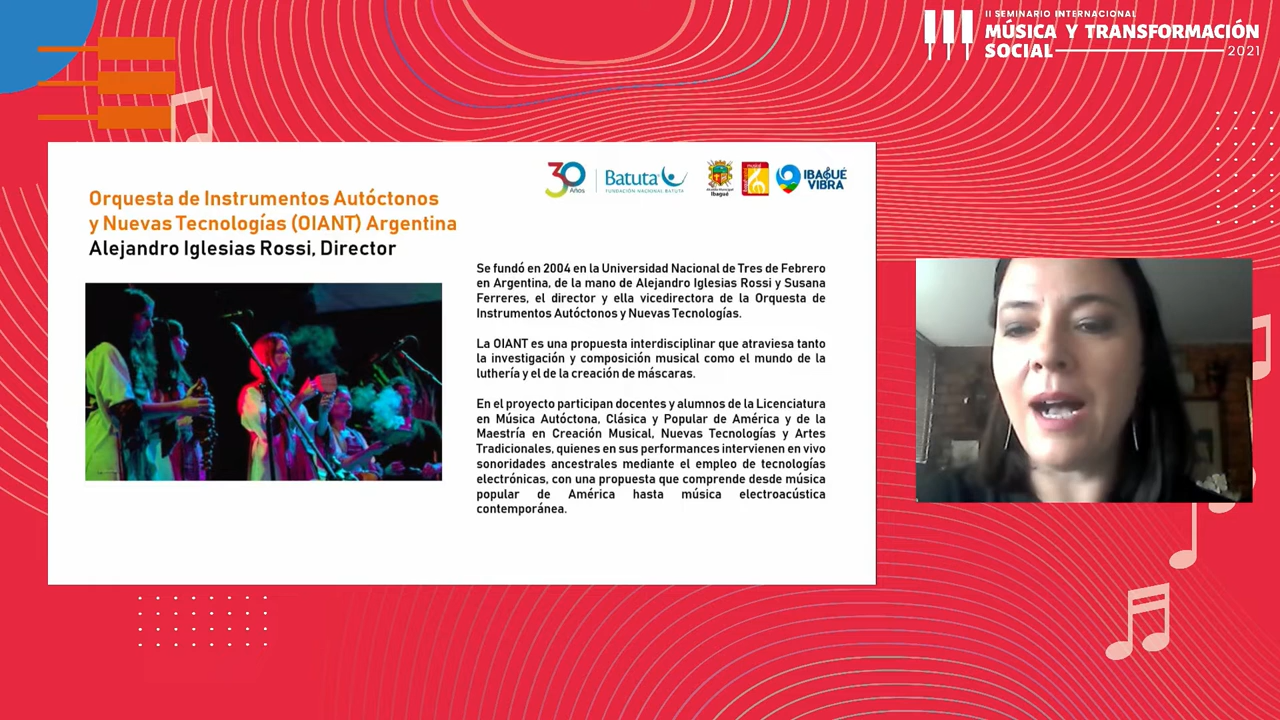 II SEMINARIO INTERNACIONAL
MÚSICA Y TRANSFORMACIÓN
SOCIAL
2021
30 Años
Batuta
FUNDACIÓN NACIONAL BATUTA
Alcaldía Municipal
Ibagué
IBAGUÉ
VIBRA
Orquesta de Instrumentos Autóctonos
y Nuevas Tecnologías (OIANT) Argentina
Alejandro Iglesias Rossi, Director
Se fundó en 2004 en la Universidad Nacional de Tres de Febrero
en Argentina, de la mano de Alejandro Iglesias Rossi y Susana
Ferreres, el director y ella vicedirectora de la Orquesta de
Instrumentos Autóctonos y Nuevas Tecnologías.
La OIANT es una propuesta interdisciplinar que atraviesa tanto
la investigación y composición musical como el mundo de la
luthería y el de la creación de máscaras.
En el proyecto participan docentes y alumnos de la Licenciatura
en Música Autóctona, Clásica y Popular de América y de la
Maestría en Creación Musical, Nuevas Tecnologías y Artes
Tradicionales, quienes en sus performances intervienen en vivo
sonoridades ancestrales mediante el empleo de tecnologías
electrónicas, con una propuesta que comprende desde música
popular de América hasta música electroacústica
contemporánea.